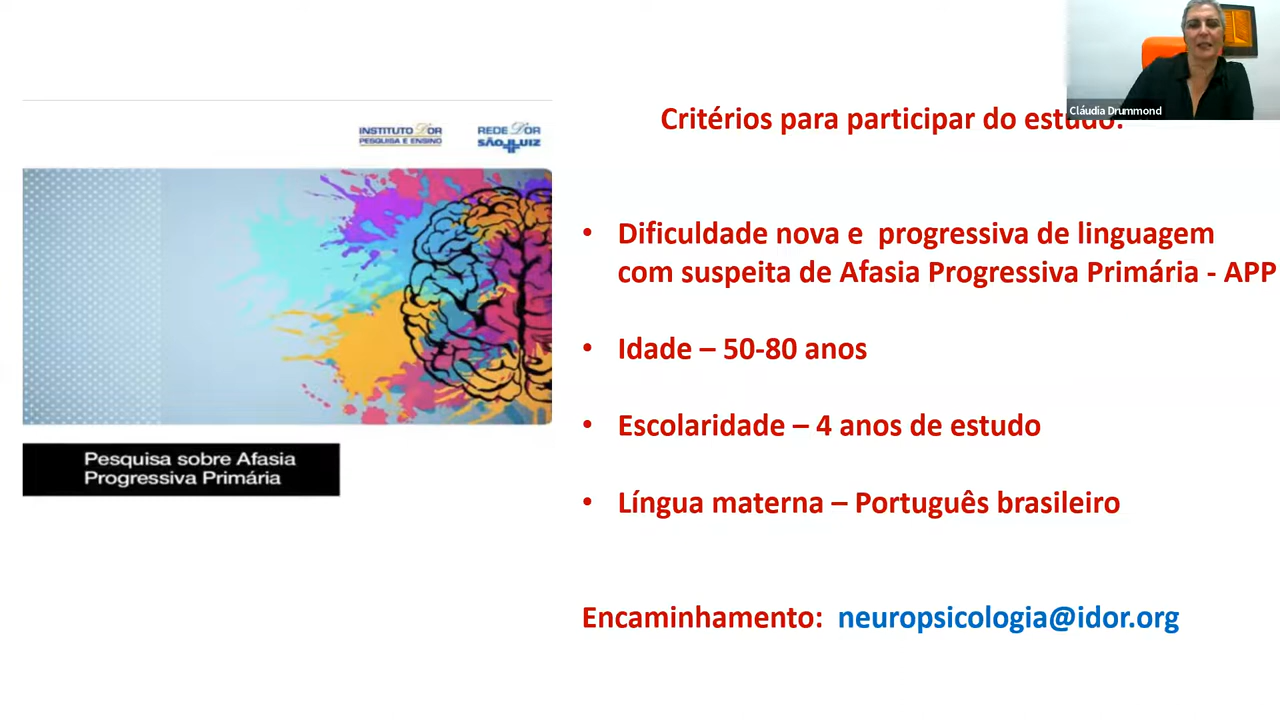 Cláudia Drummond
Critérios para participar do estudo:
INSTITUTO D'OR
PESQUISA E ENSINO
REDE D'OR
SÃO LUIZ
Dificuldade nova e progressiva de linguagem
com suspeita de Afasia Progressiva Primária - APP
Idade – 50-80 anos
Escolaridade – 4 anos de estudo
Língua materna – Português brasileiro
Pesquisa sobre Afasia
Progressiva Primária
Encaminhamento: neuropsicologia@idor.org